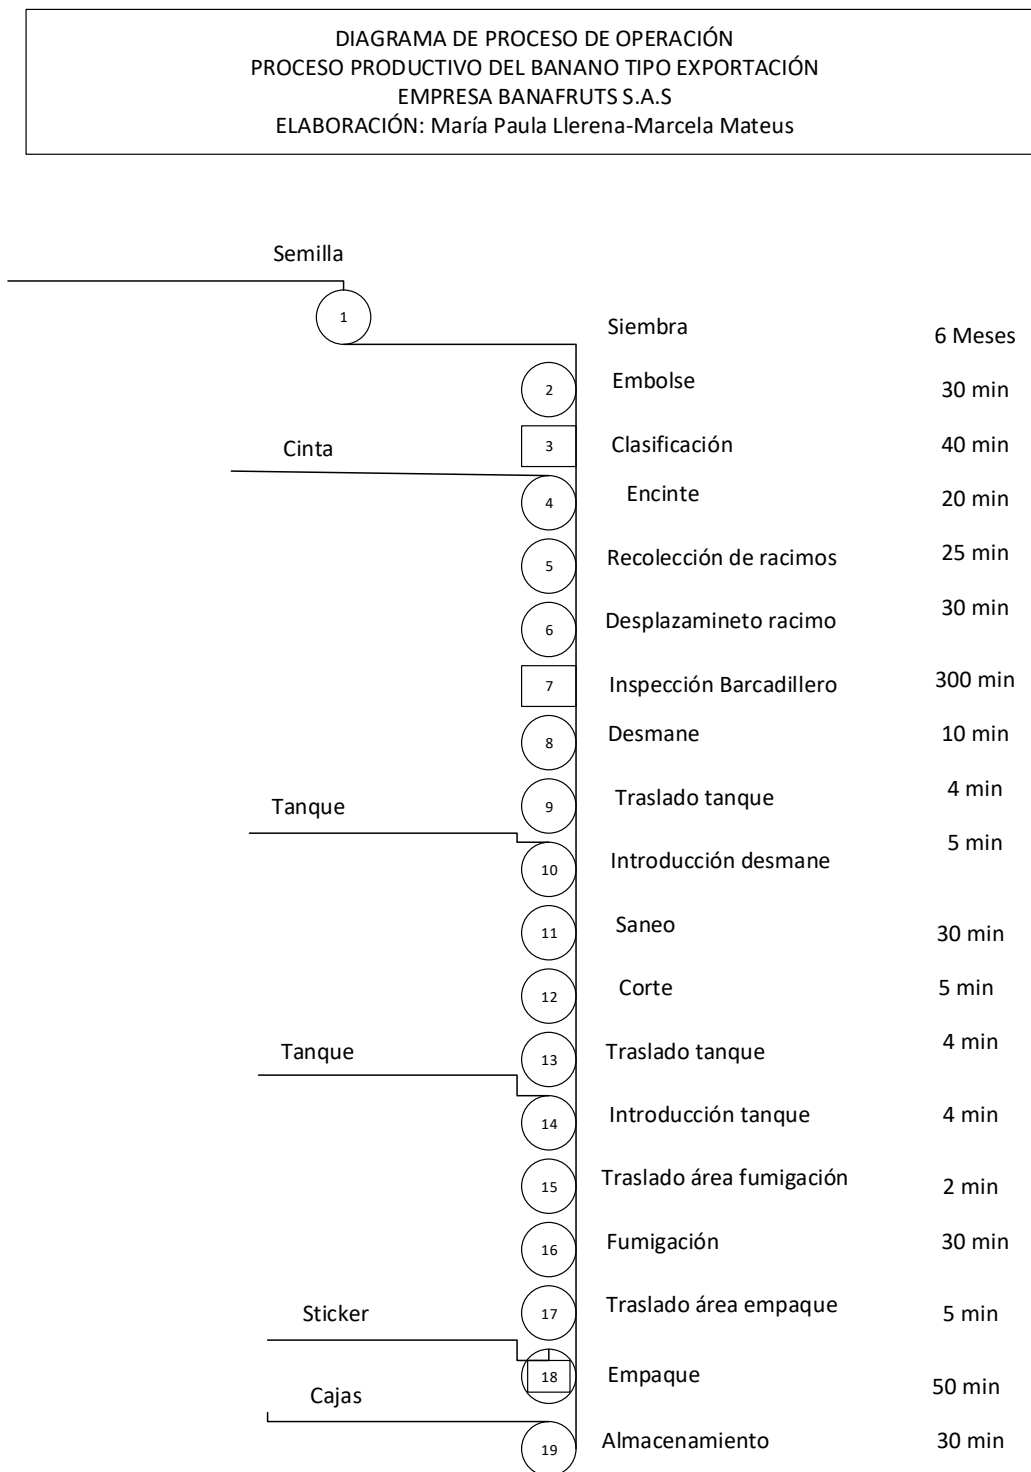 DIAGRAMA DE PROCESO DE OPERACIÓN
PROCESO PRODUCTIVO DEL BANANO TIPO EXPORTACIÓN
EMPRESA BANAFRUTS S.A.S
ELABORACIÓN: María Paula Llerena-Marcela Mateus
Semilla
1 Siembra 6 Meses
2 Embolse 30 min
3 Clasificación 40 min
Cinta
4 Encinte 20 min
5 Recolección de racimos 25 min
6 Desplazamineto racimo 30 min
7 Inspección Barcadillero 300 min
8 Desmane 10 min
9 Traslado tanque 4 min
Tanque
10 Introducción desmane 5 min
11 Saneo 30 min
12 Corte 5 min
13 Traslado tanque 4 min
Tanque
14 Introducción tanque 4 min
15 Traslado área fumigación 2 min
16 Fumigación 30 min
17 Traslado área empaque 5 min
Sticker
18 Empaque 50 min
Cajas
19 Almacenamiento 30 min